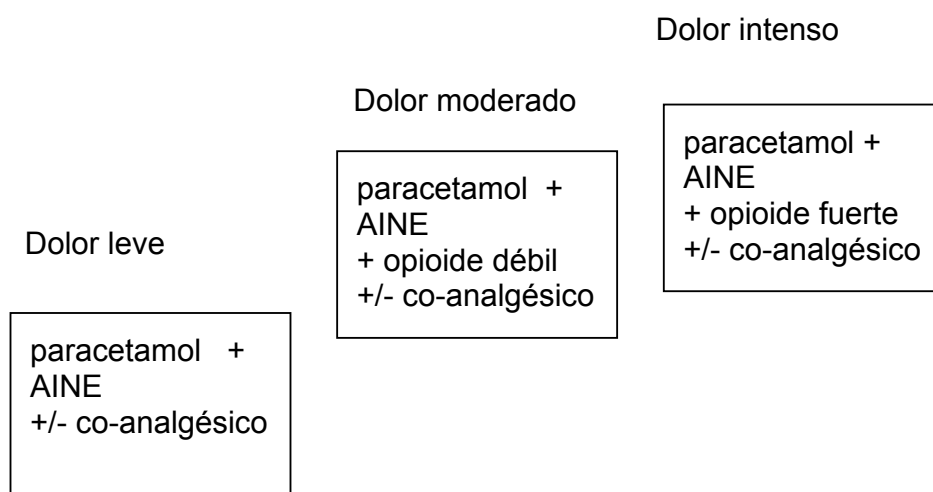 Dolor intenso
paracetamol +
AINE
+ opioide fuerte
+/- co-analgésico
Dolor moderado
paracetamol +
AINE
+ opioide débil
+/- co-analgésico
Dolor leve
paracetamol +
AINE
+/- co-analgésico